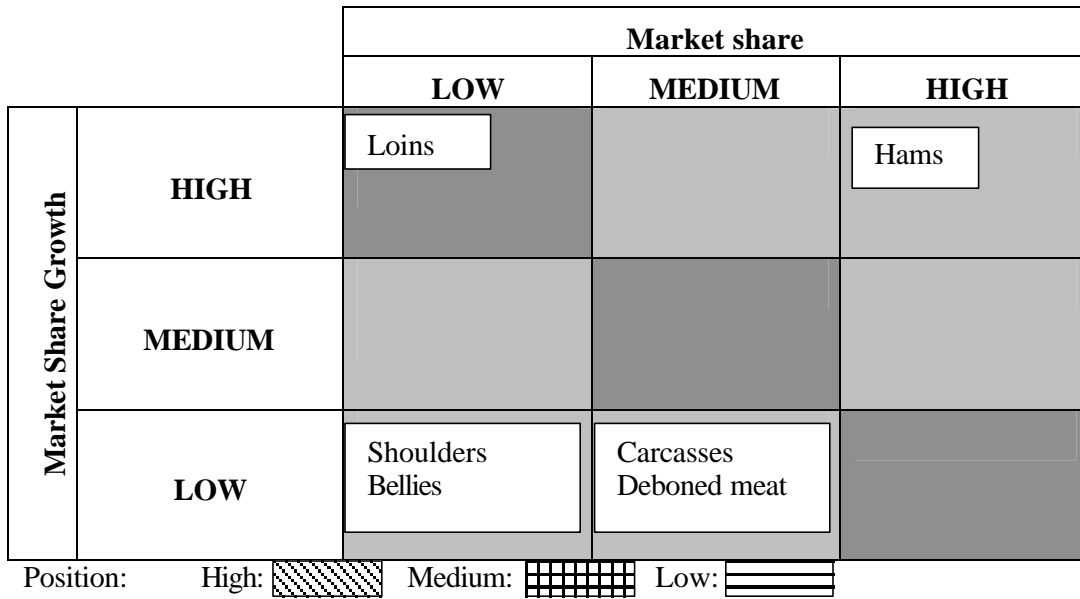 Market share
LOW MEDIUM HIGH
Market Share Growth
HIGH
Loins
Hams
MEDIUM
LOW
Shoulders
Bellies
Carcasses
Deboned meat
Position: High: Medium: Low: